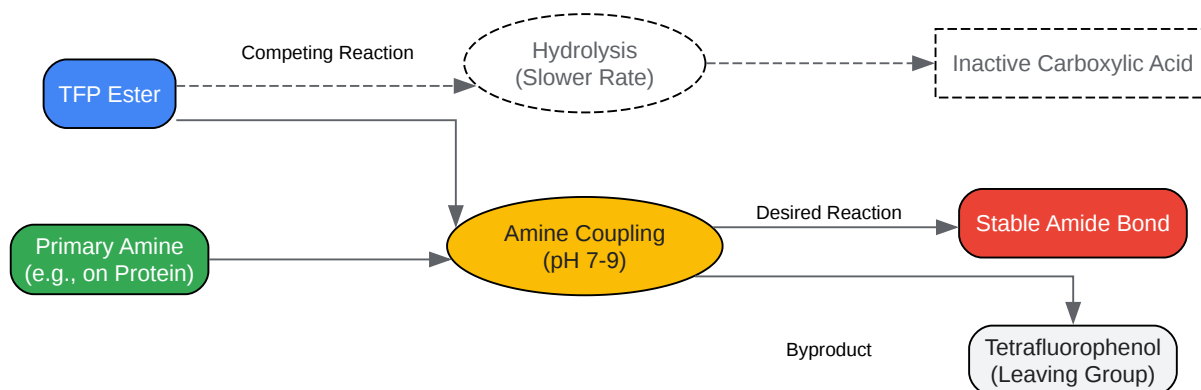 Competing Reaction
Hydrolysis
(Slower Rate)
Inactive Carboxylic Acid
TFP Ester
Primary Amine
(e.g., on Protein)
Amine Coupling
(pH 7-9)
Desired Reaction
Stable Amide Bond
Byproduct
Tetrafluorophenol
(Leaving Group)